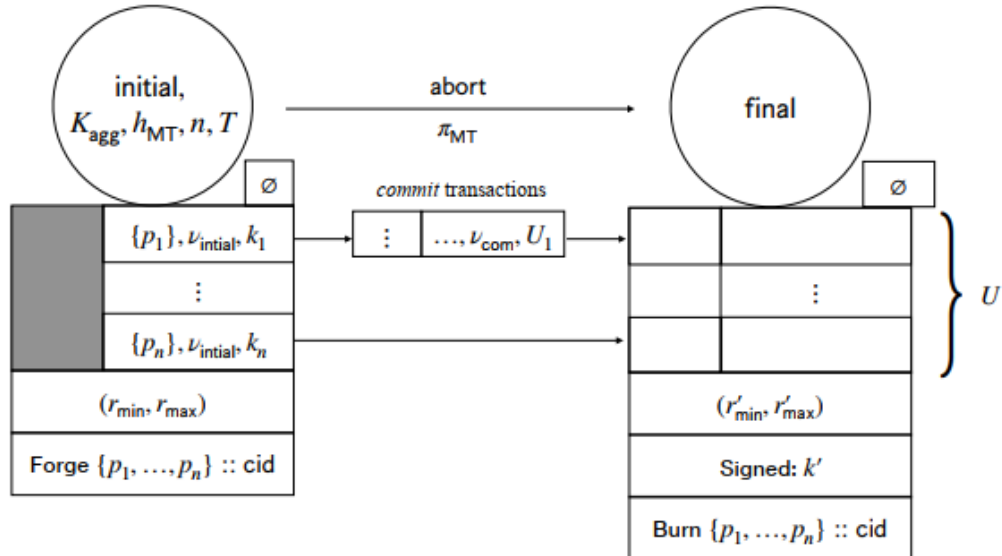 initial,
K_agg, h_MT, n, T
abort
π_MT
final
∅
commit transactions
∅
{p_1}, ν_intial, k_1
⋮
…, ν_com, U_1
⋮
⋮
U
{p_n}, ν_intial, k_n
(r_min, r_max)
(r′_min, r′_max)
Forge {p_1, …, p_n} :: cid
Signed: k′
Burn {p_1, …, p_n} :: cid